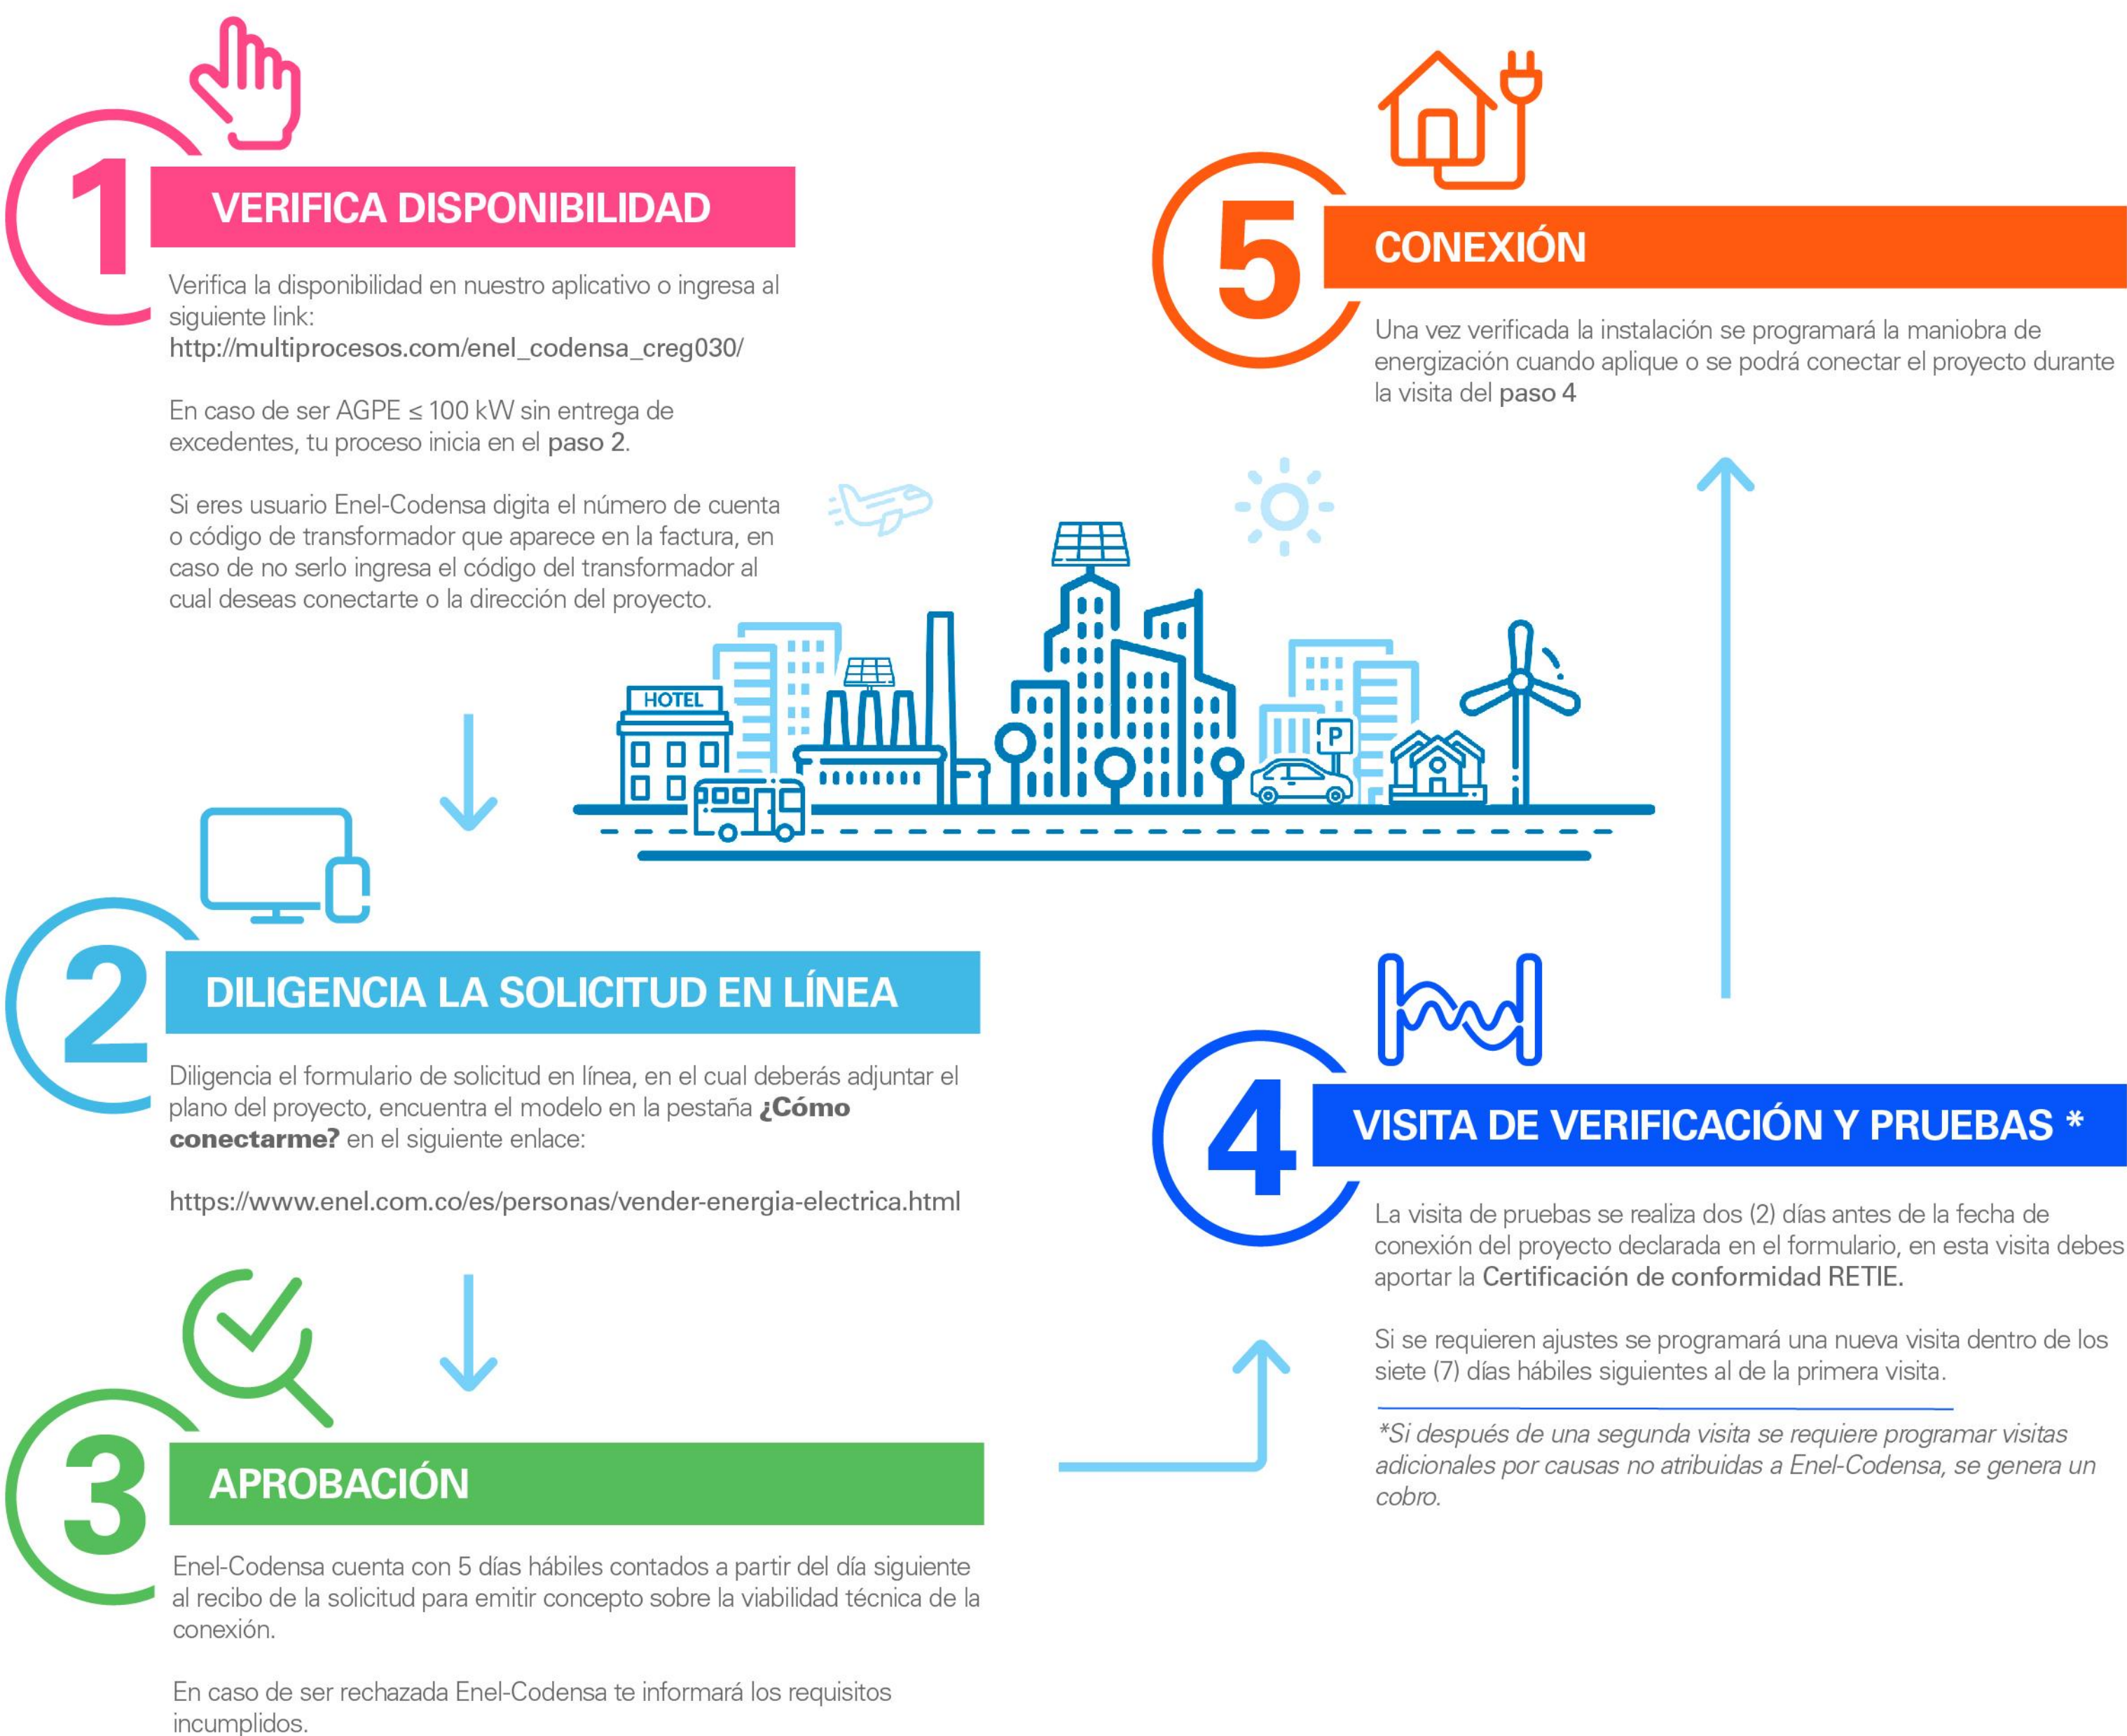 1
VERIFICA DISPONIBILIDAD
Verifica la disponibilidad en nuestro aplicativo o ingresa al
siguiente link:
http://multiprocesos.com/enel_codensa_creg030/
En caso de ser AGPE ≤ 100 kW sin entrega de
excedentes, tu proceso inicia en el paso 2.
Si eres usuario Enel-Codensa digita el número de cuenta
o código de transformador que aparece en la factura, en
caso de no serlo ingresa el código del transformador al
cual deseas conectarte o la dirección del proyecto.
HOTEL
P
2
DILIGENCIA LA SOLICITUD EN LÍNEA
Diligencia el formulario de solicitud en línea, en el cual deberás adjuntar el
plano del proyecto, encuentra el modelo en la pestaña ¿Cómo
conectarme? en el siguiente enlace:
https://www.enel.com.co/es/personas/vender-energia-electrica.html
3
APROBACIÓN
Enel-Codensa cuenta con 5 días hábiles contados a partir del día siguiente
al recibo de la solicitud para emitir concepto sobre la viabilidad técnica de la
conexión.
En caso de ser rechazada Enel-Codensa te informará los requisitos
incumplidos.
4
VISITA DE VERIFICACIÓN Y PRUEBAS *
La visita de pruebas se realiza dos (2) días antes de la fecha de
conexión del proyecto declarada en el formulario, en esta visita debes
aportar la Certificación de conformidad RETIE.
Si se requieren ajustes se programará una nueva visita dentro de los
siete (7) días hábiles siguientes al de la primera visita.
*Si después de una segunda visita se requiere programar visitas
adicionales por causas no atribuidas a Enel-Codensa, se genera un
cobro.
5
CONEXIÓN
Una vez verificada la instalación se programará la maniobra de
energización cuando aplique o se podrá conectar el proyecto durante
la visita del paso 4